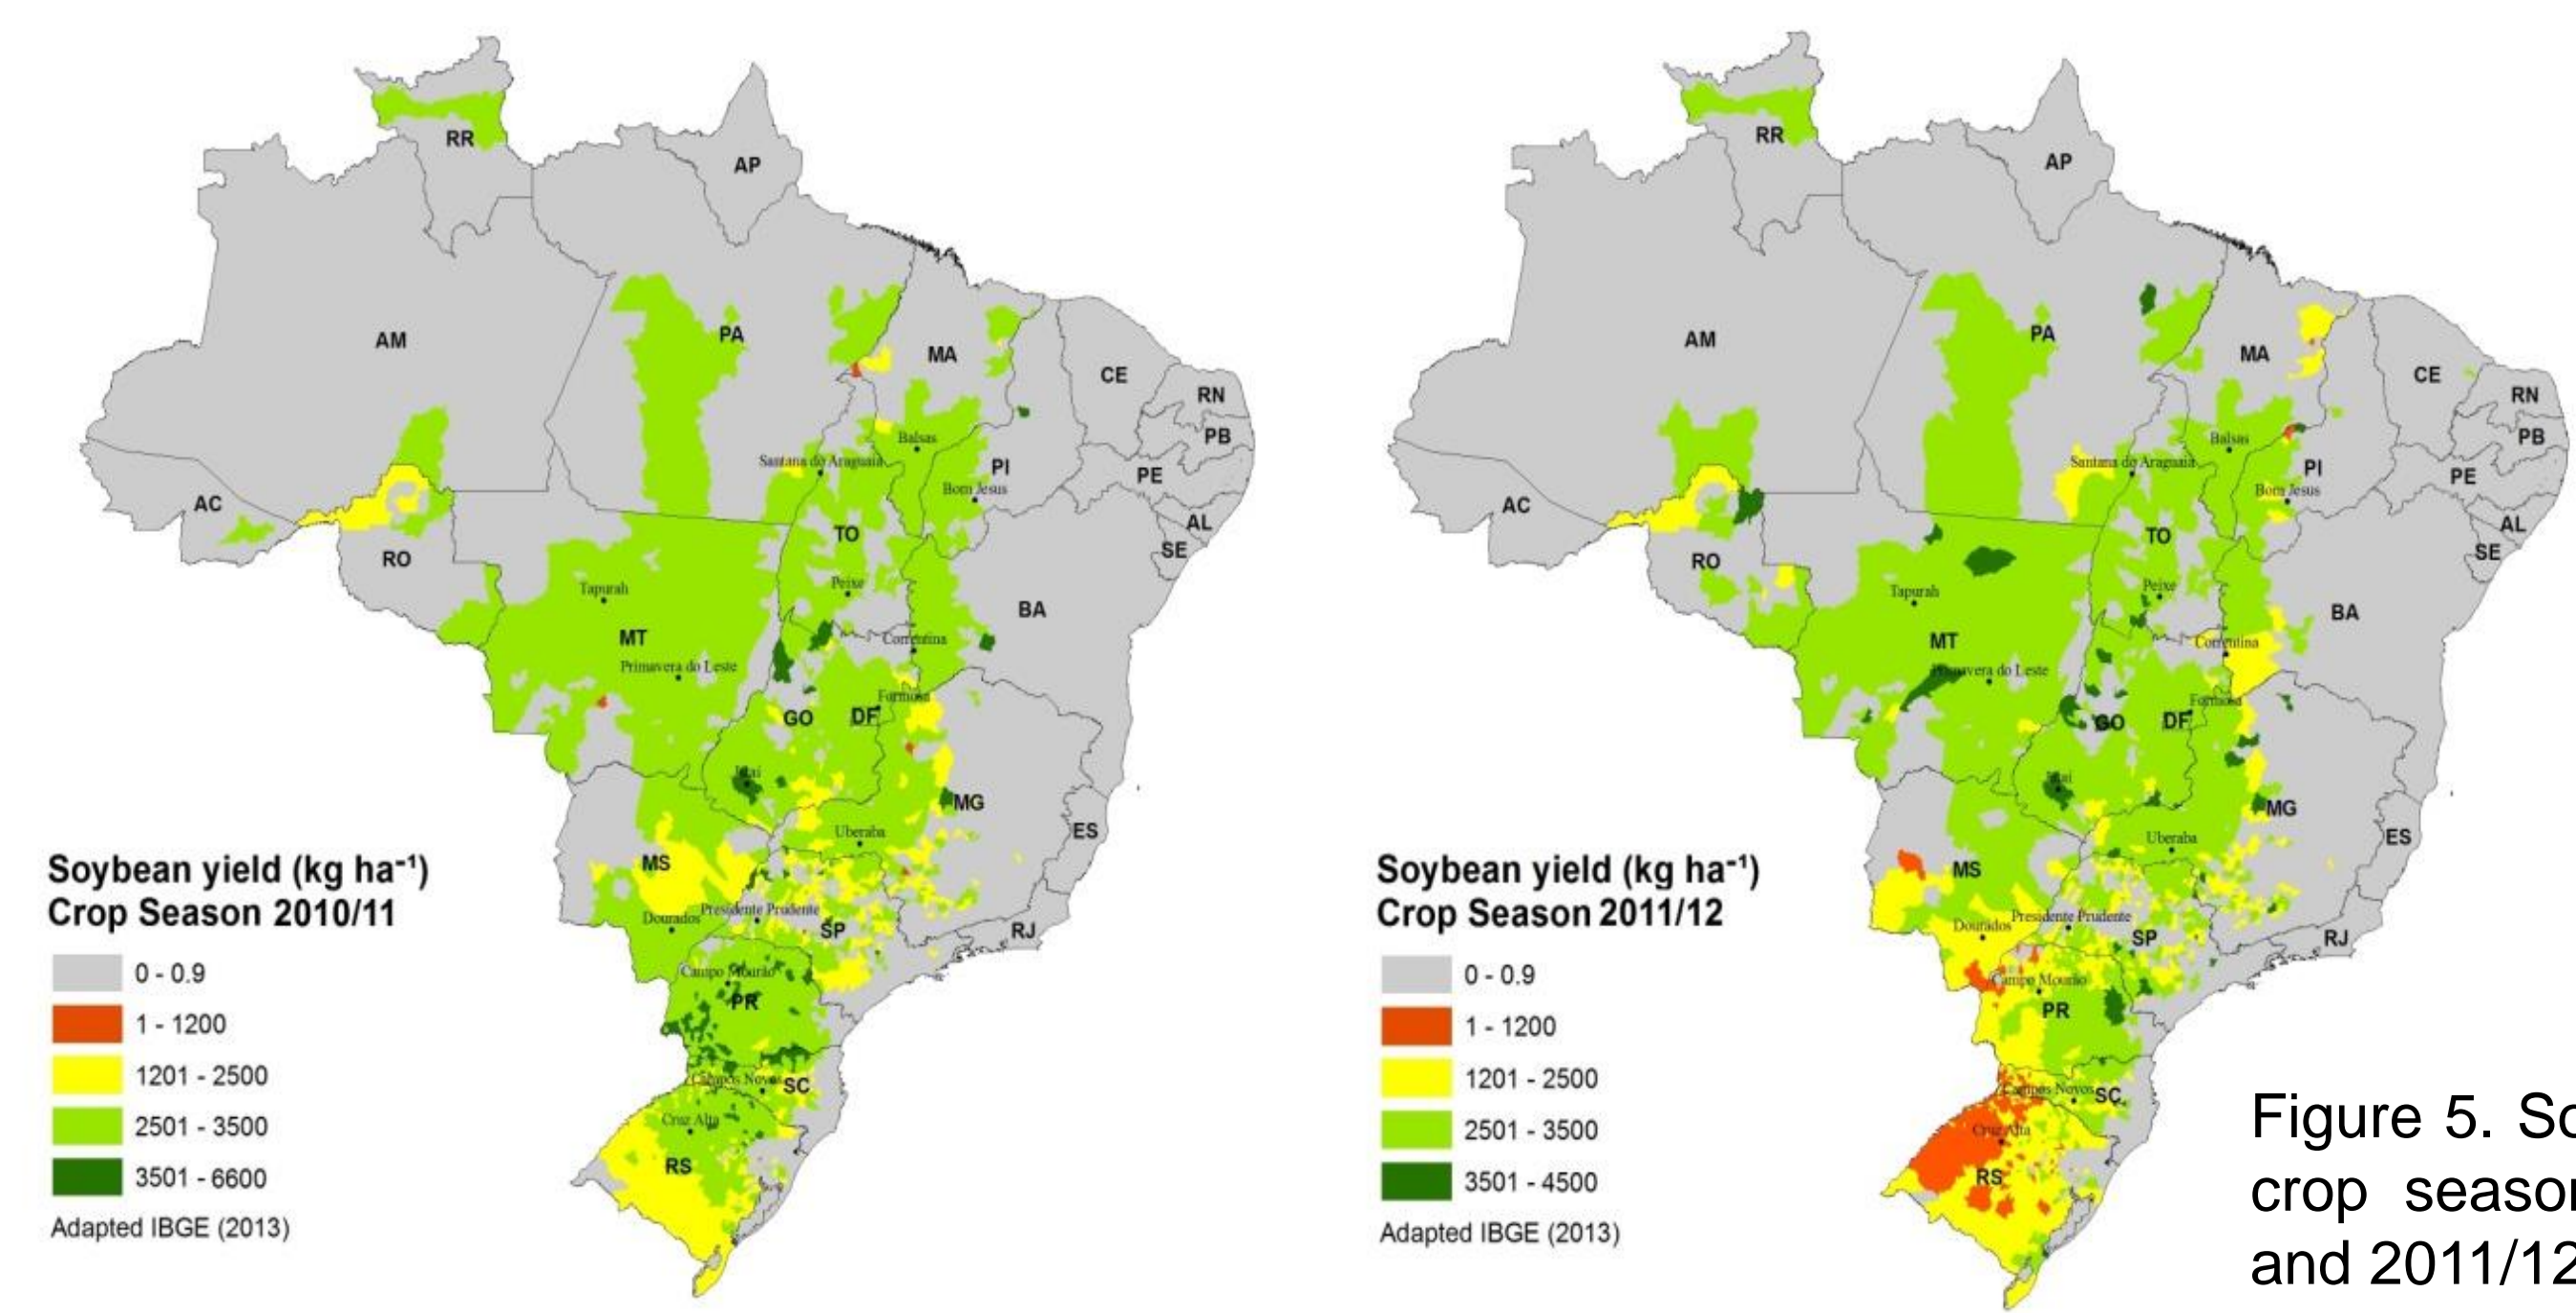 RR
AP
AM
PA
MA
CE
RN
PB
PE
AL
SE
PI
AC
RO
TO
BA
MT
GO
DF
MG
ES
MS
SP
RJ
PR
SC
RS
Balsas
Santana do Araguaia
Bom Jesus
Tapurah
Peixe
Correntina
Primavera do Leste
Formosa
Jataí
Uberaba
Dourados
Presidente Prudente
Campo Mourão
Campos Novos
Cruz Alta
Soybean yield (kg ha⁻¹)
Crop Season 2010/11
0 - 0.9
1 - 1200
1201 - 2500
2501 - 3500
3501 - 6600
Adapted IBGE (2013)
RR
AP
AM
PA
MA
CE
RN
PB
PE
AL
SE
PI
AC
RO
TO
BA
MT
GO
DF
MG
ES
MS
SP
RJ
PR
SC
RS
Balsas
Santana do Araguaia
Bom Jesus
Tapurah
Peixe
Correntina
Primavera do Leste
Formosa
Jataí
Uberaba
Dourados
Presidente Prudente
Campo Mourão
Campos Novos
Cruz Alta
Soybean yield (kg ha⁻¹)
Crop Season 2011/12
0 - 0.9
1 - 1200
1201 - 2500
2501 - 3500
3501 - 4500
Adapted IBGE (2013)
Figure 5. So
crop season
and 2011/12